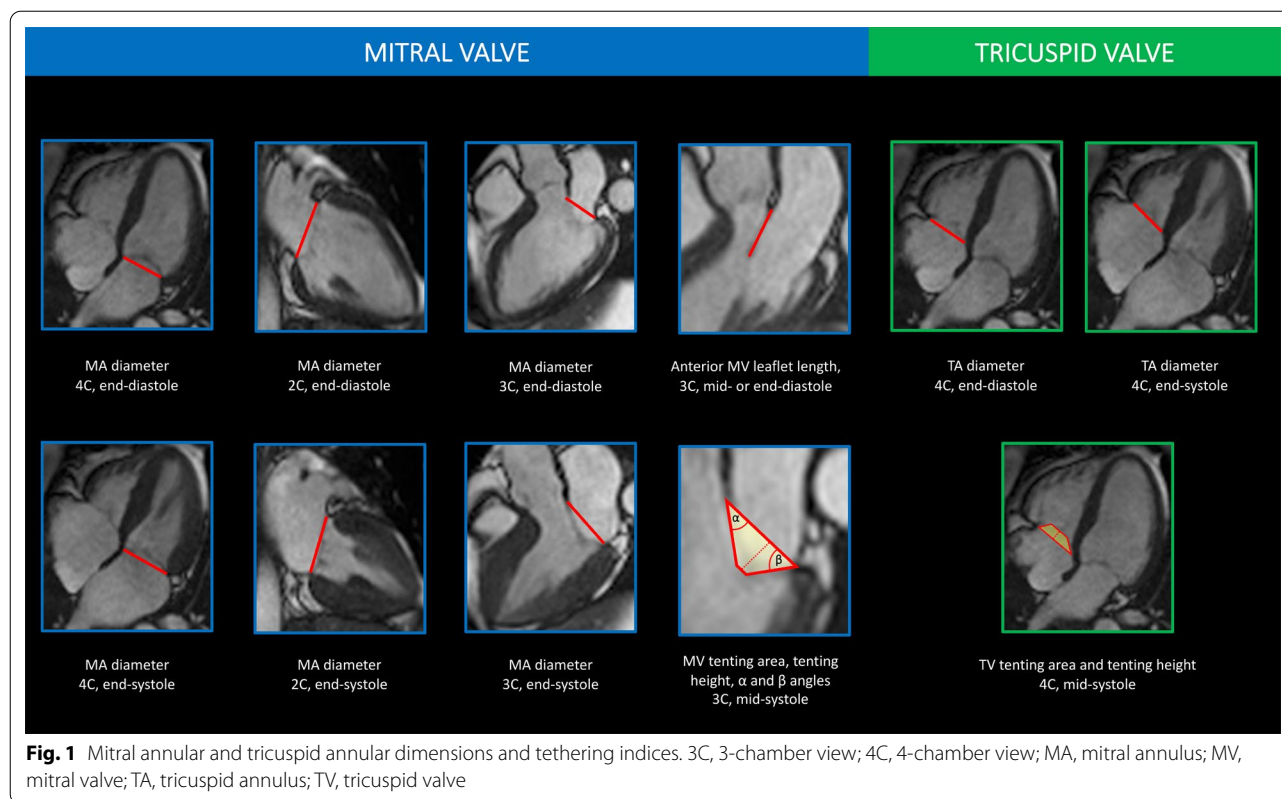 MITRAL VALVE
TRICUSPID VALVE
MA diameter
4C, end-diastole
MA diameter
2C, end-diastole
MA diameter
3C, end-diastole
Anterior MV leaflet length,
3C, mid- or end-diastole
TA diameter
4C, end-diastole
TA diameter
4C, end-systole
α
β
MA diameter
4C, end-systole
MA diameter
2C, end-systole
MA diameter
3C, end-systole
MV tenting area, tenting
height, α and β angles
3C, mid-systole
TV tenting area and tenting height
4C, mid-systole
Fig. 1 Mitral annular and tricuspid annular dimensions and tethering indices. 3C, 3-chamber view; 4C, 4-chamber view; MA, mitral annulus; MV,
mitral valve; TA, tricuspid annulus; TV, tricuspid valve